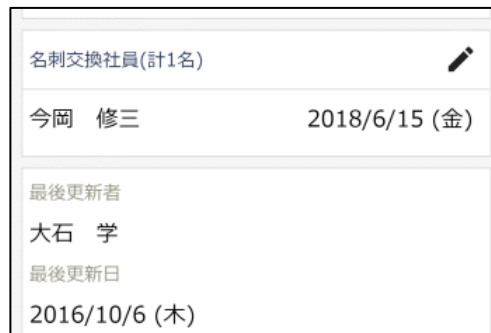 名刺交換社員(計1名)
今岡　修三　2018/6/15 (金)
最後更新者
大石　学
最後更新日
2016/10/6 (木)